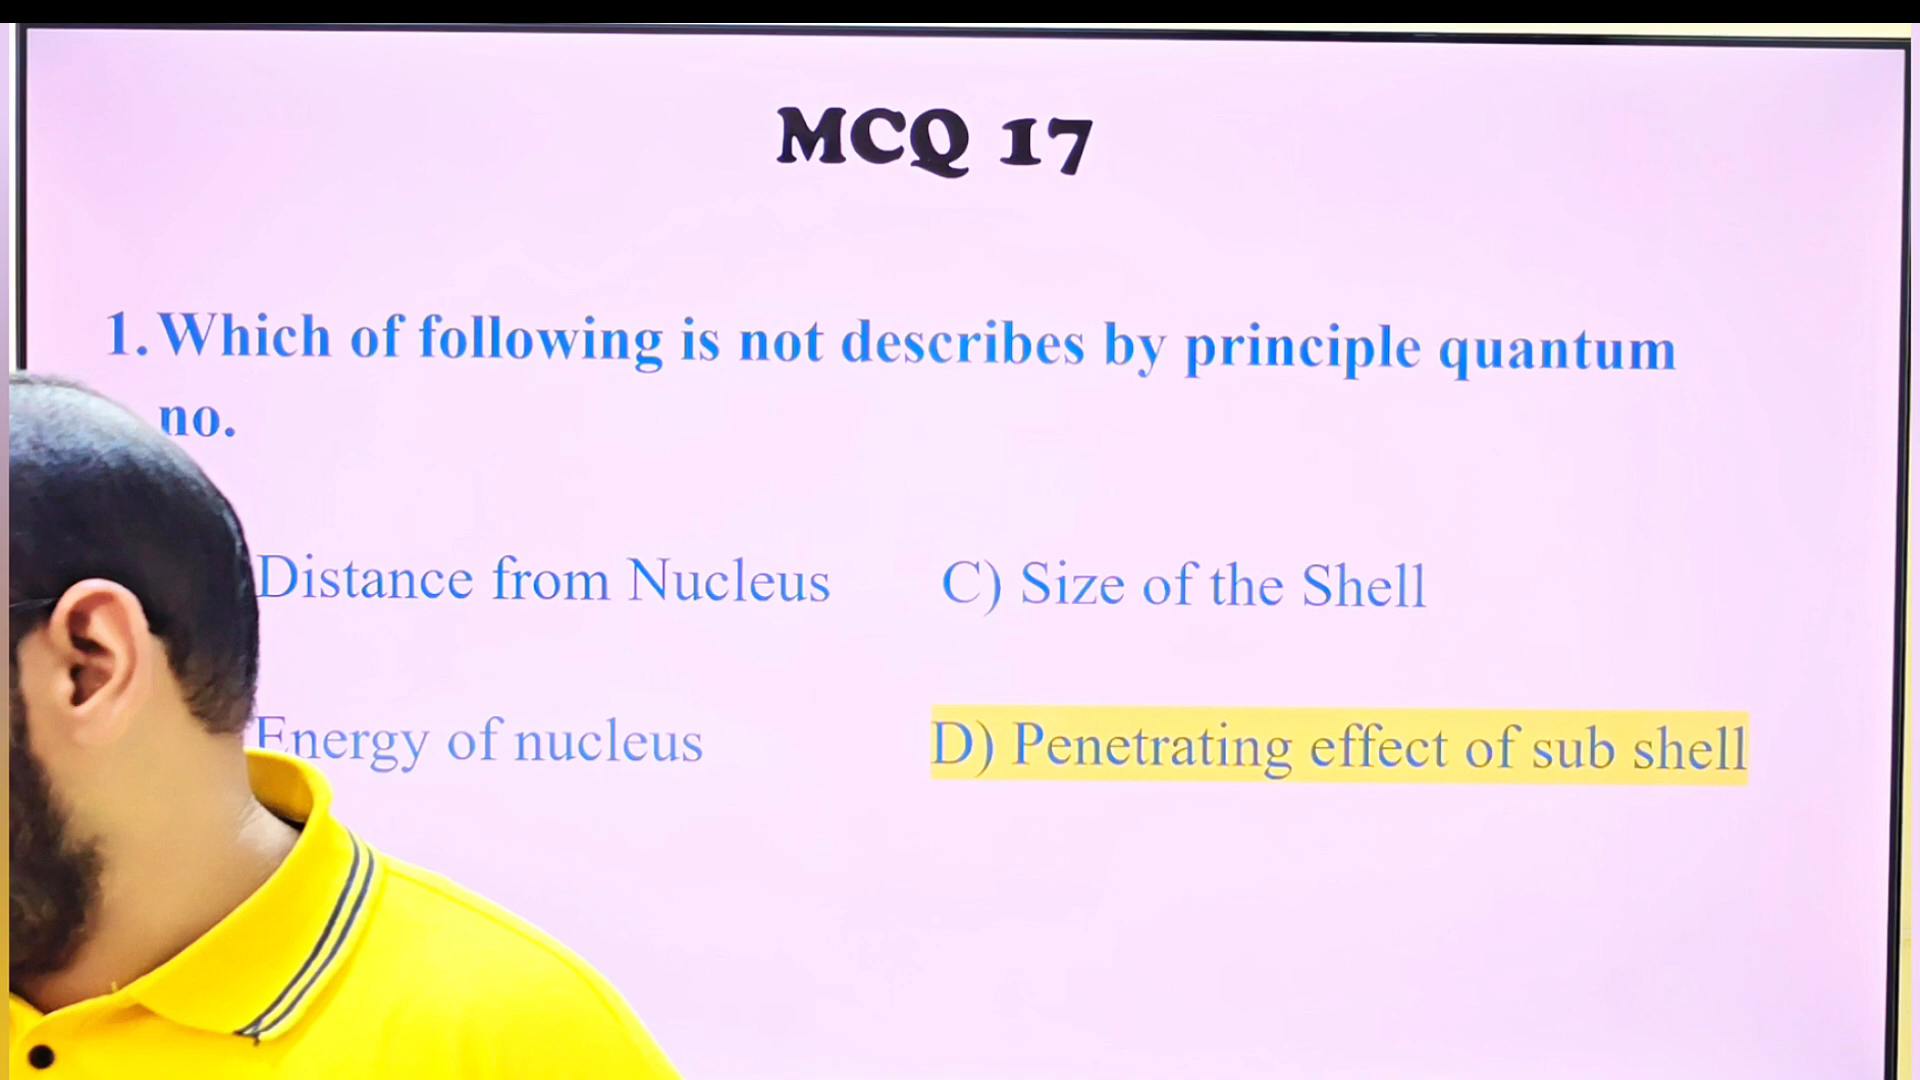 MCQ 17
1. Which of following is not describes by principle quantum
no.
Distance from Nucleus
C) Size of the Shell
Energy of nucleus
D) Penetrating effect of sub shell